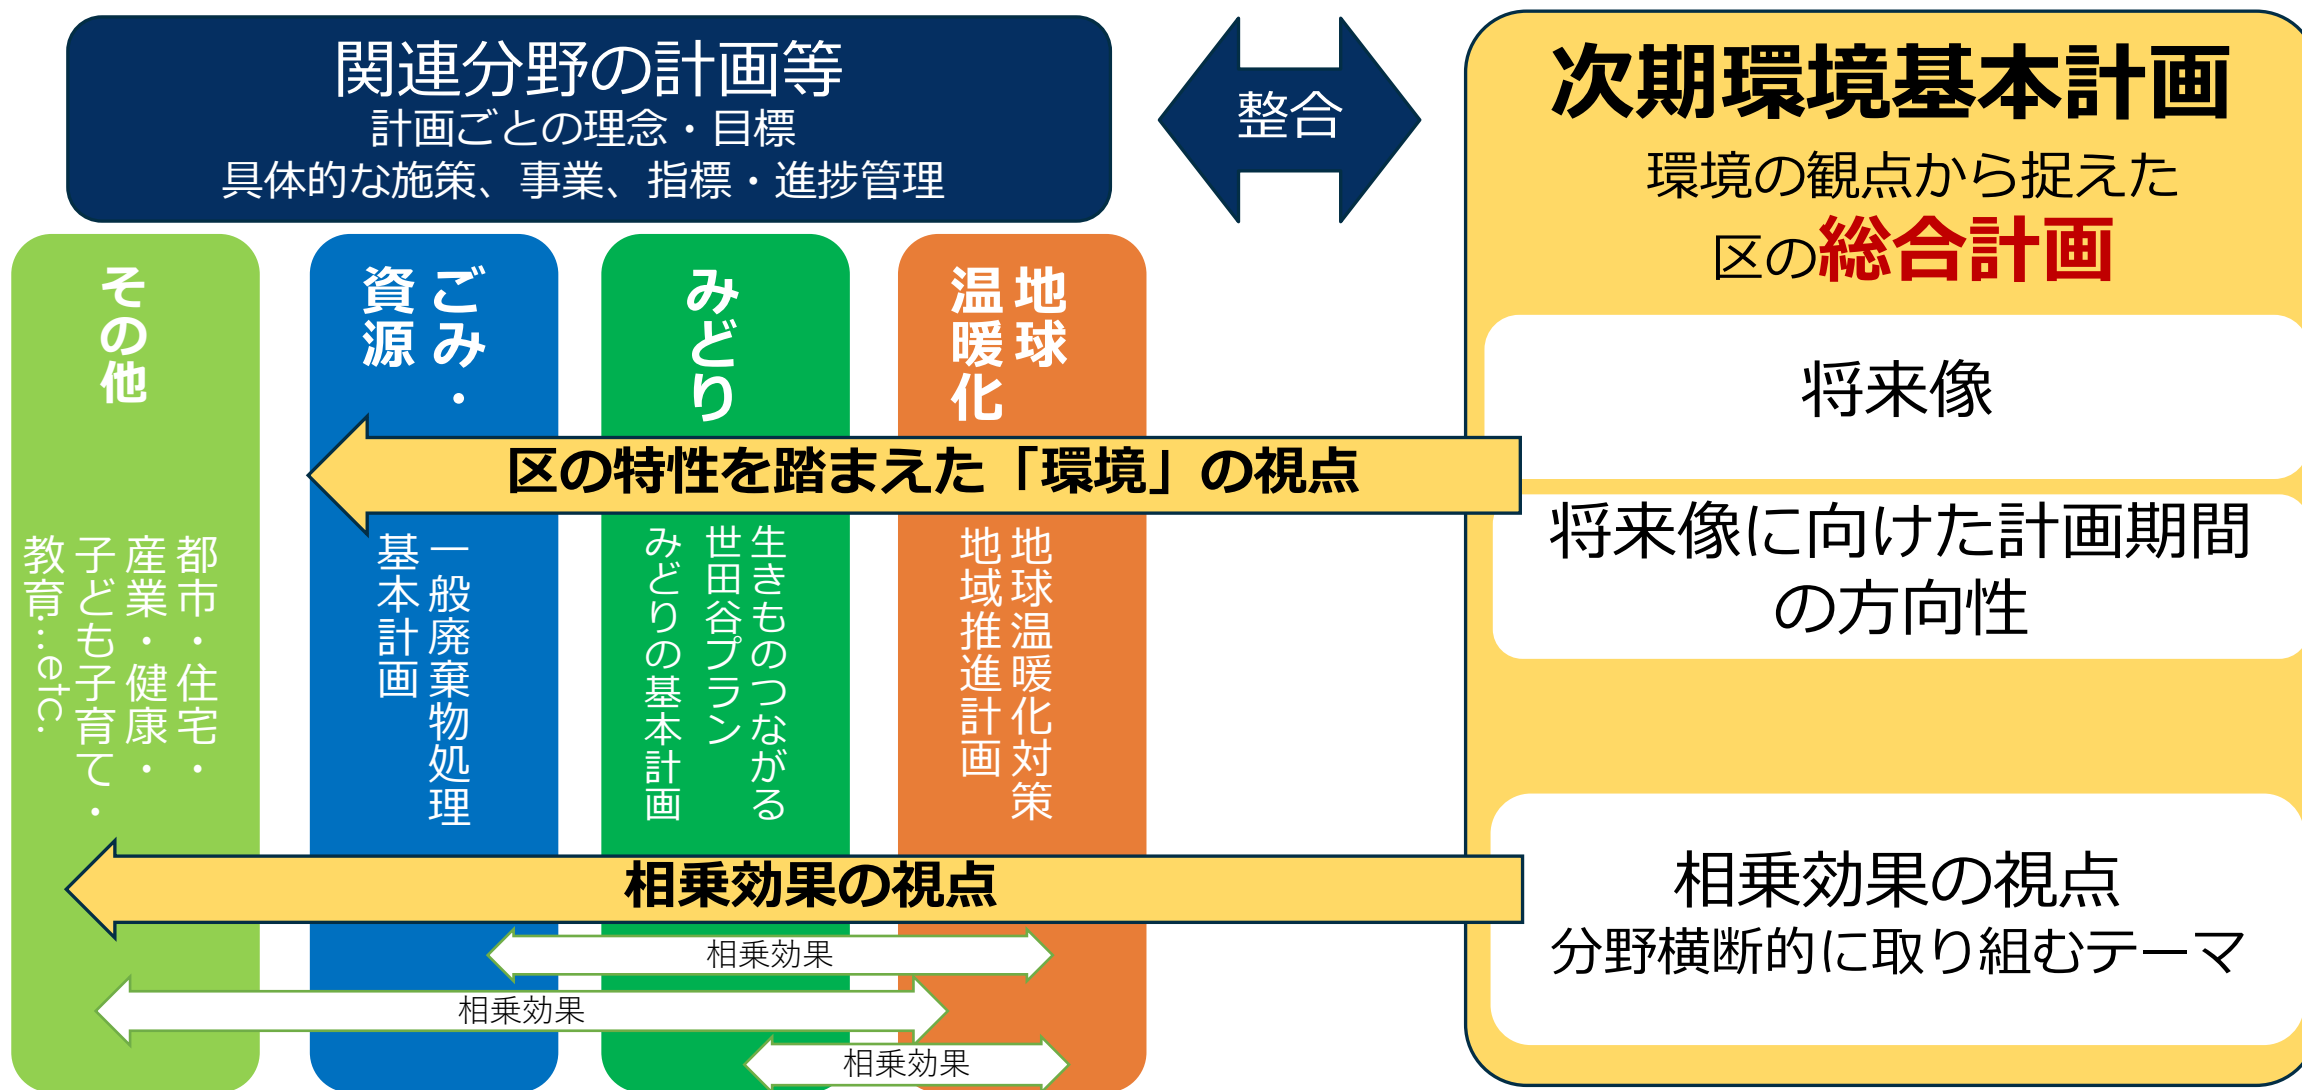 関連分野の計画等
計画ごとの理念・目標
具体的な施策、事業、指標・進捗管理
整合
次期環境基本計画
環境の観点から捉えた
区の総合計画
将来像
将来像に向けた計画期間
の方向性
相乗効果の視点
分野横断的に取り組むテーマ
地球
温暖化
みどり
ごみ・
資源
その他
区の特性を踏まえた「環境」の視点
地球温暖化対策
地域推進計画
生きものつながる
世田谷プラン
みどりの基本計画
一般廃棄物処理
基本計画
都市・住宅・
産業・健康・
子ども子育て・
教育…etc.
相乗効果の視点
相乗効果
相乗効果
相乗効果